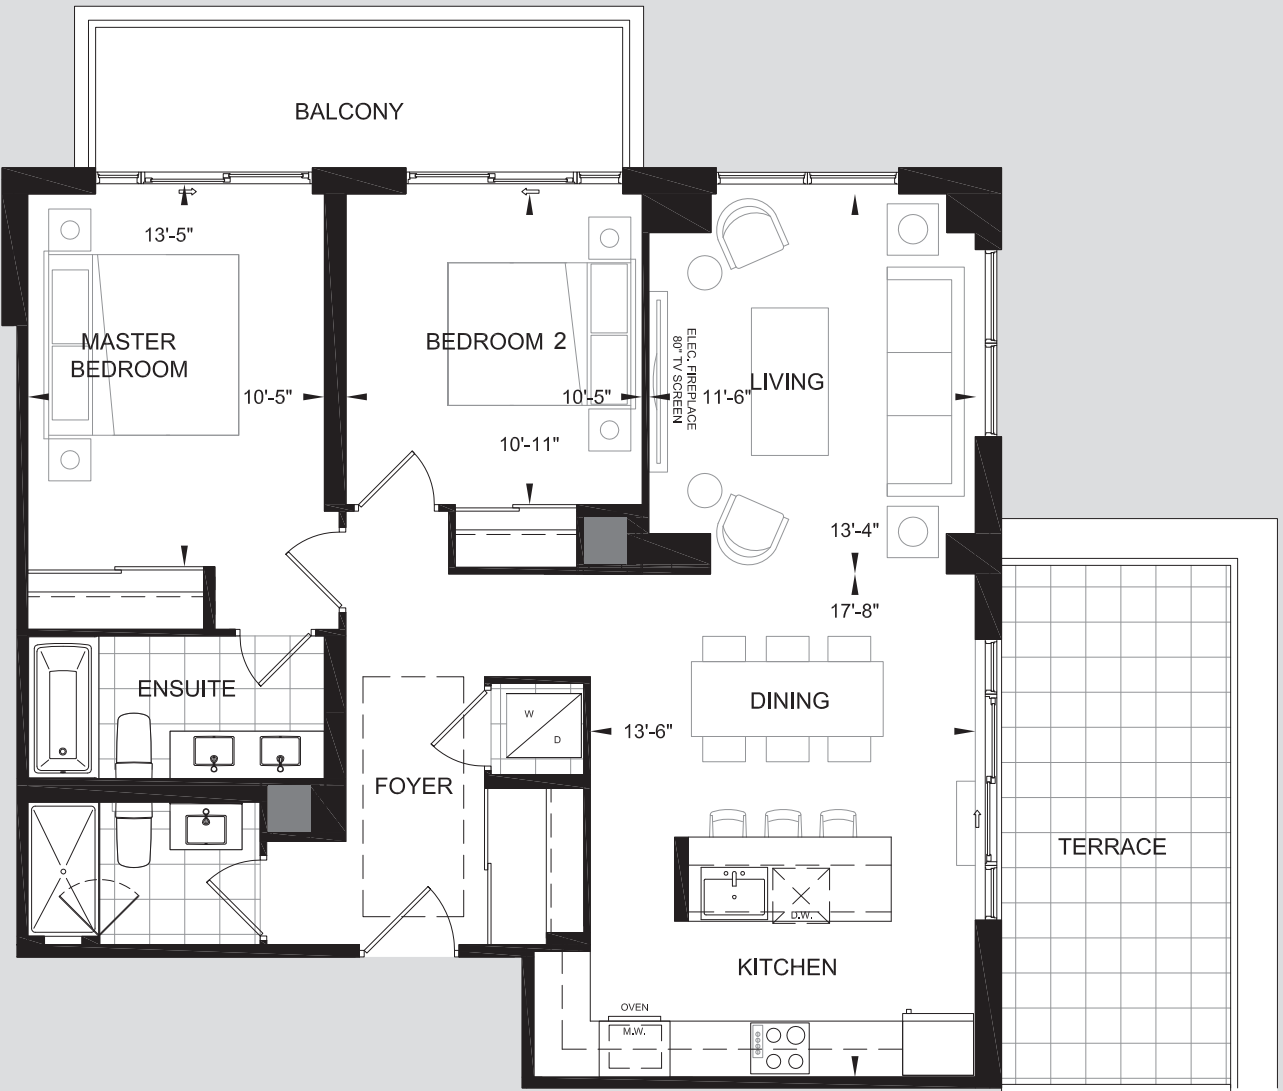 BALCONY
13'-5"
MASTER
BEDROOM
10'-5"
BEDROOM 2
10'-5"
10'-11"
ELEC. FIREPLACE
80" TV SCREEN
11'-6"
LIVING
13'-4"
17'-8"
ENSUITE
W
D
DINING
13'-6"
FOYER
TERRACE
D.W.
KITCHEN
OVEN
M.W.